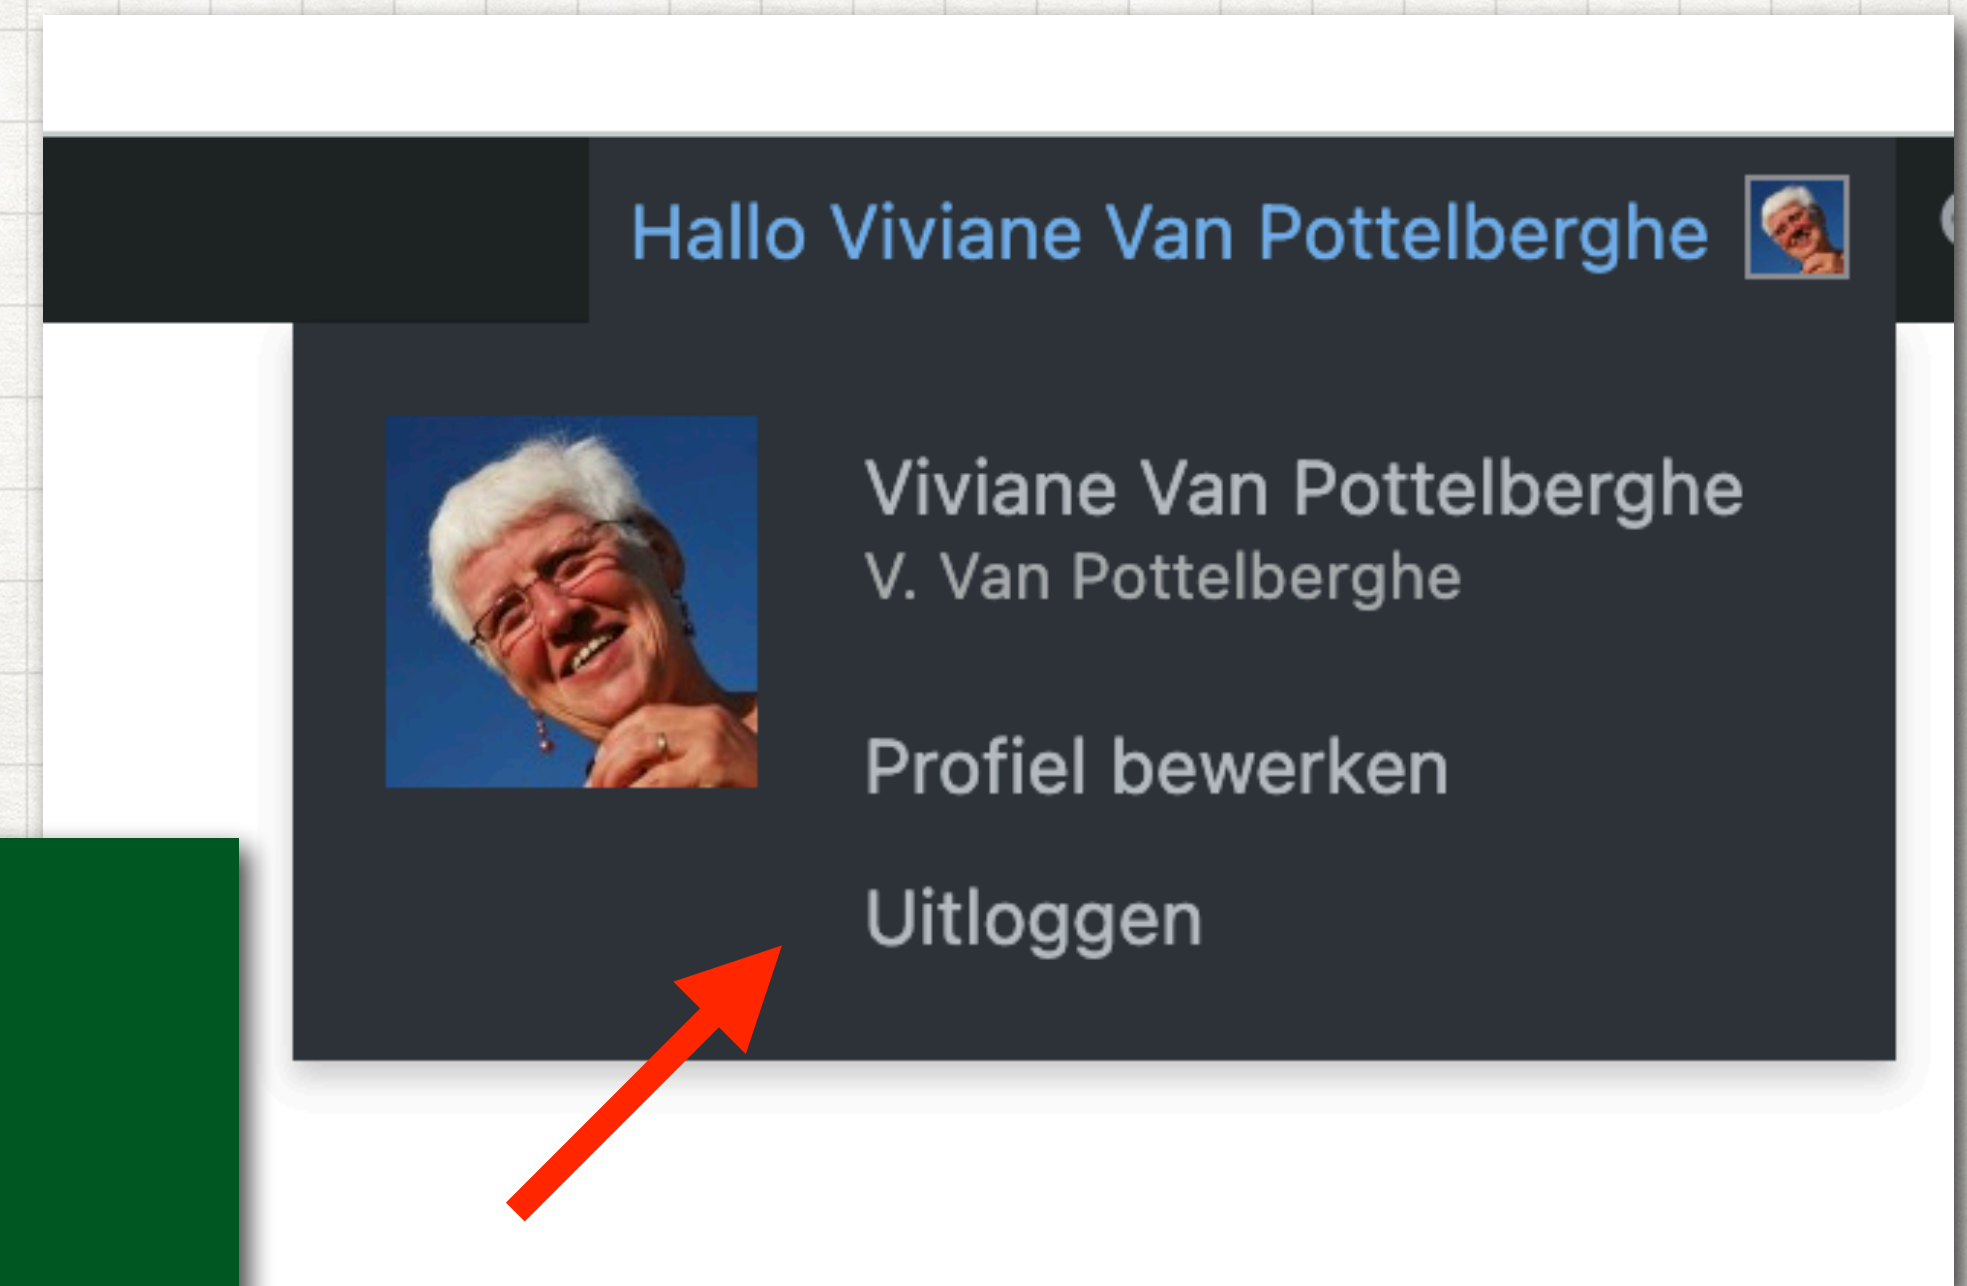 Hallo Viviane Van Pottelberghe
Viviane Van Pottelberghe
V. Van Pottelberghe
Profiel bewerken
Uitloggen